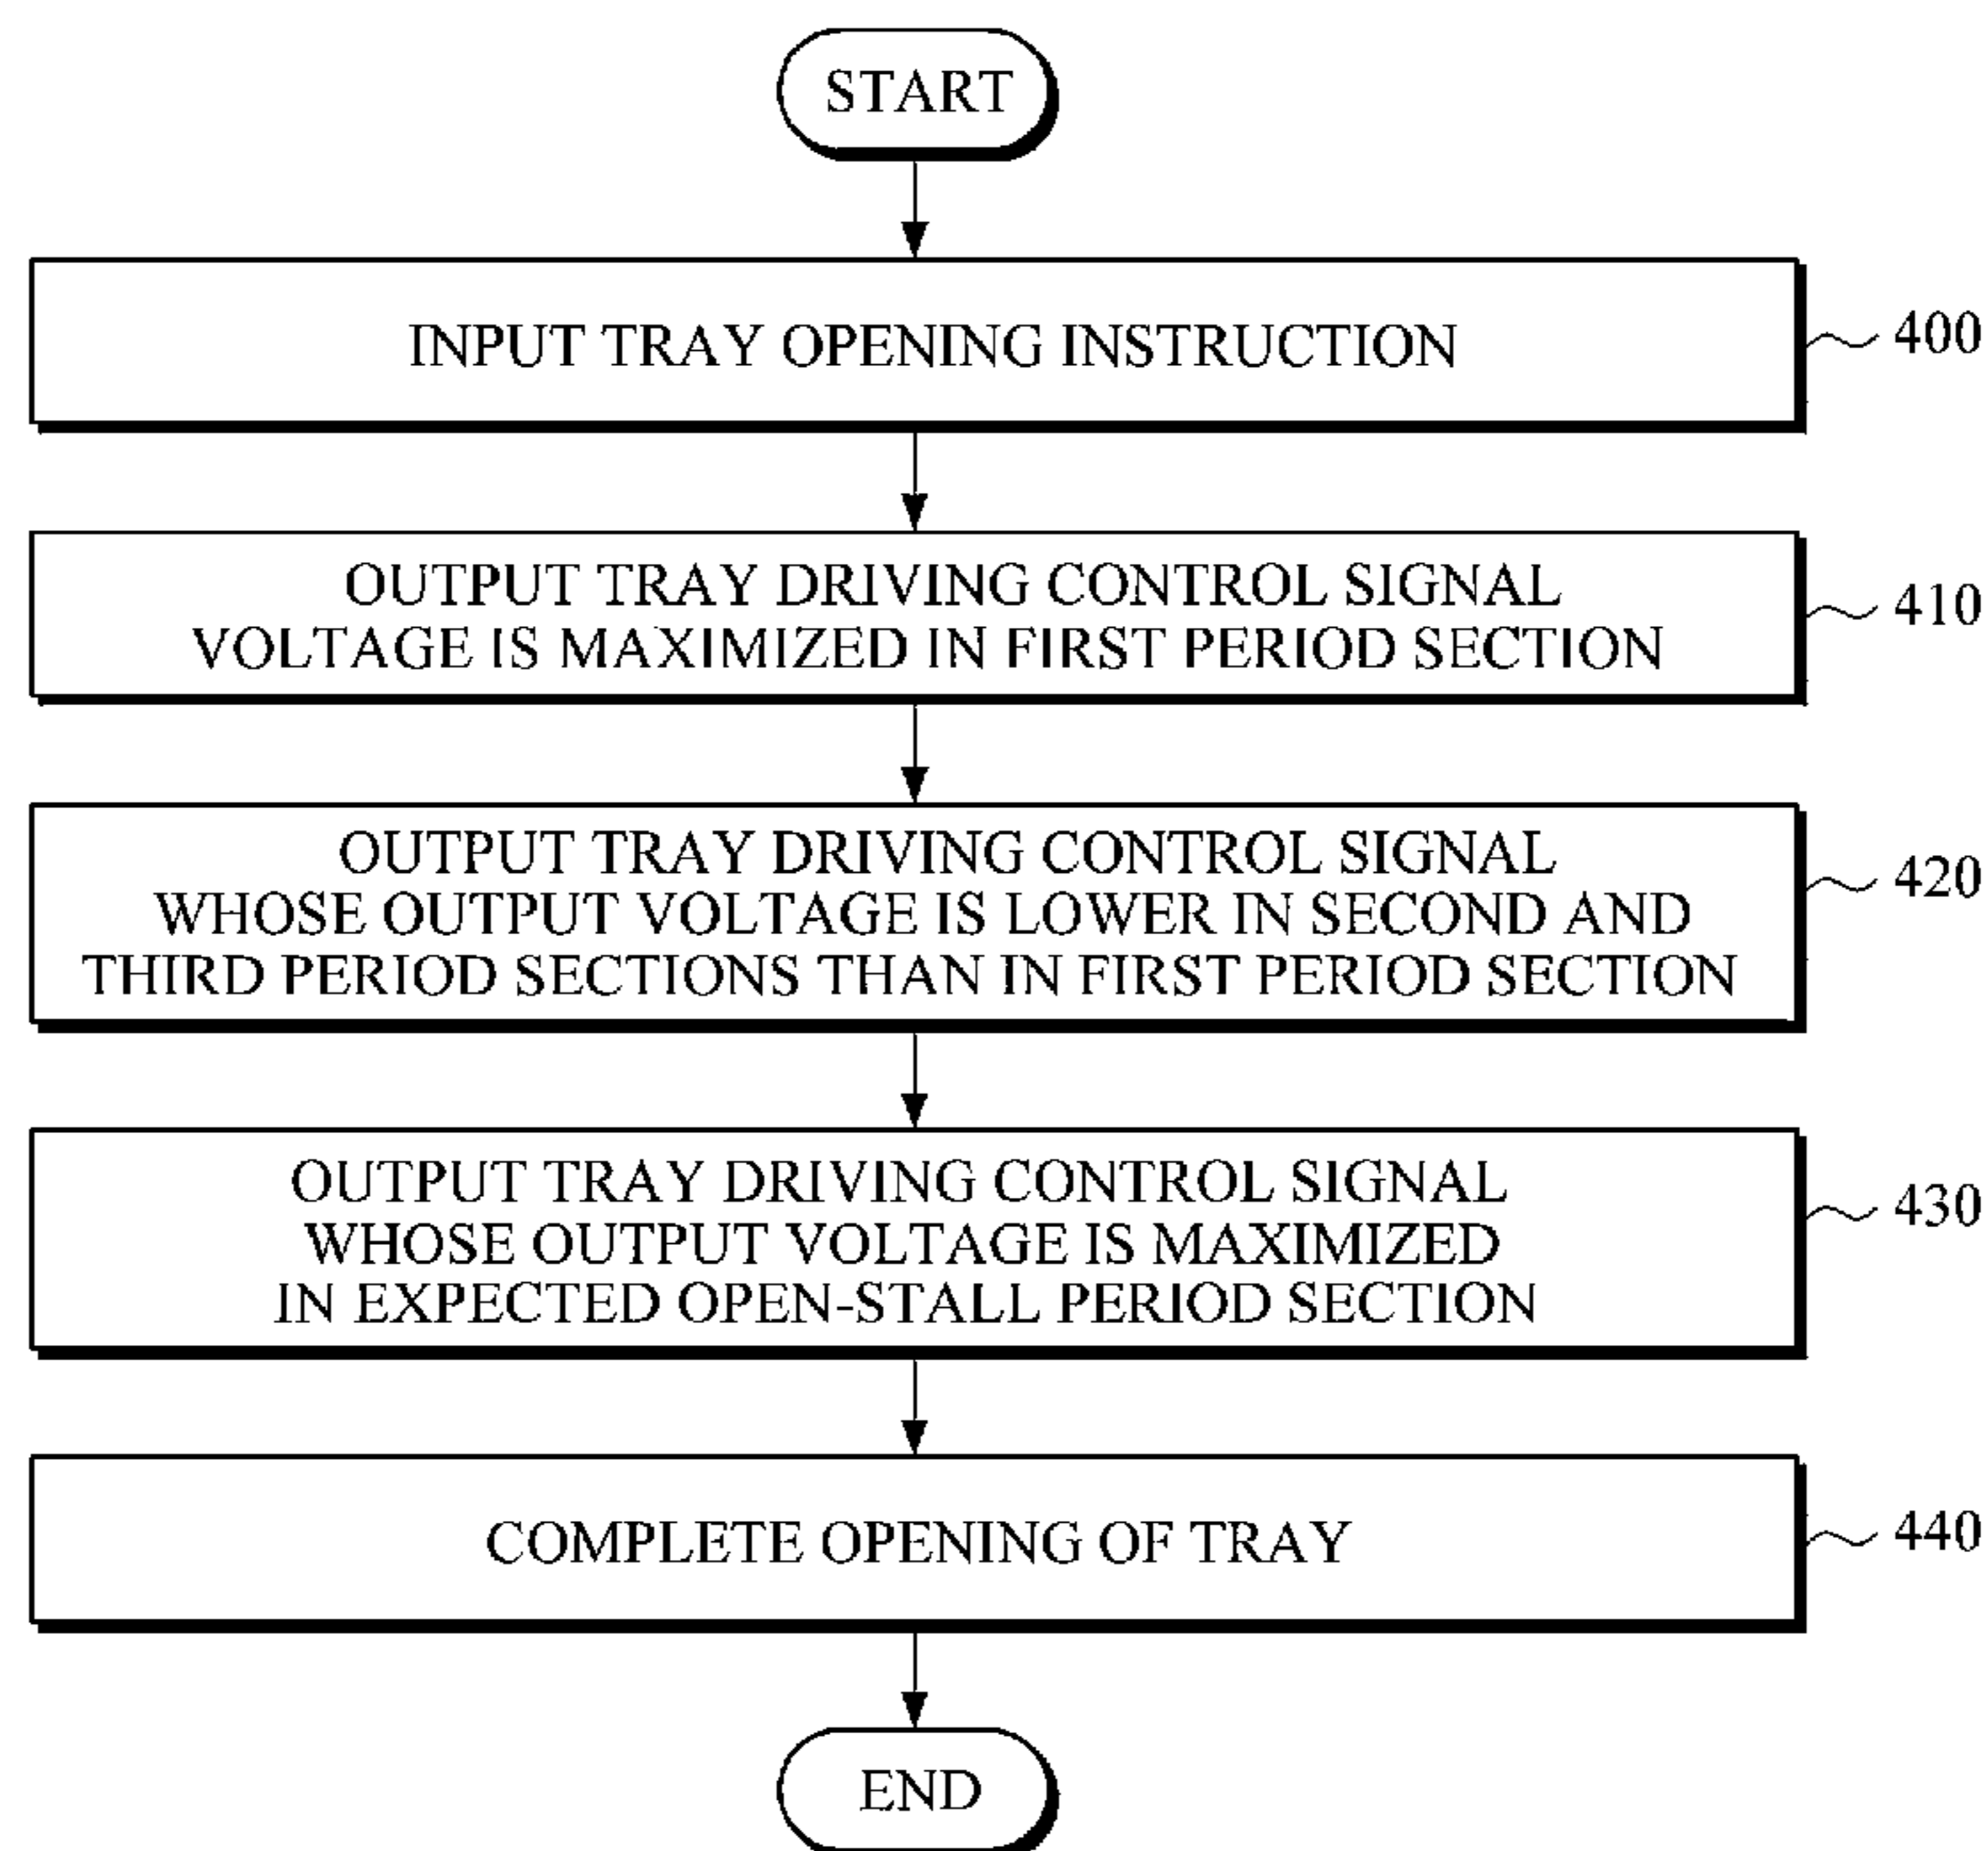 START
INPUT TRAY OPENING INSTRUCTION
400
OUTPUT TRAY DRIVING CONTROL SIGNAL
VOLTAGE IS MAXIMIZED IN FIRST PERIOD SECTION
410
OUTPUT TRAY DRIVING CONTROL SIGNAL
WHOSE OUTPUT VOLTAGE IS LOWER IN SECOND AND
THIRD PERIOD SECTIONS THAN IN FIRST PERIOD SECTION
420
OUTPUT TRAY DRIVING CONTROL SIGNAL
WHOSE OUTPUT VOLTAGE IS MAXIMIZED
IN EXPECTED OPEN-STALL PERIOD SECTION
430
COMPLETE OPENING OF TRAY
440
END